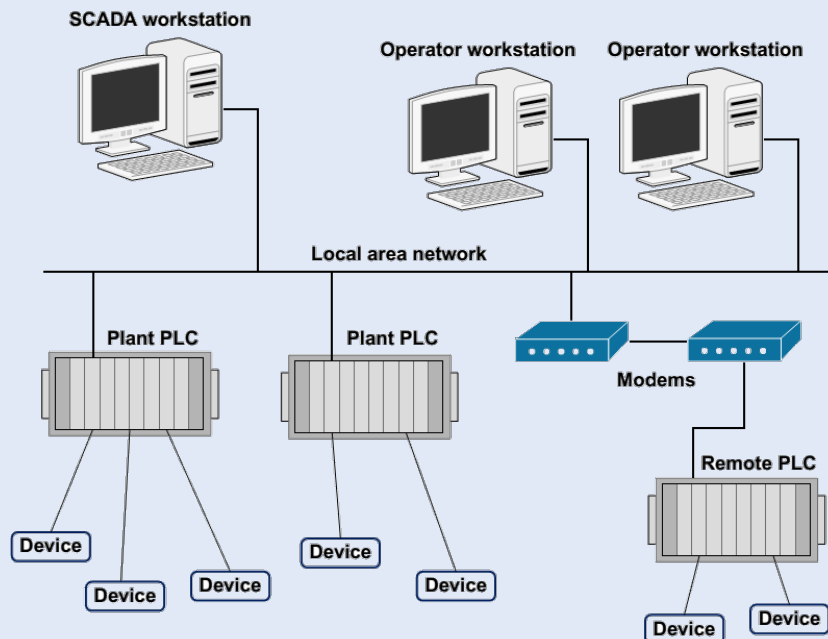 SCADA workstation
Operator workstation
Operator workstation
Local area network
Plant PLC
Plant PLC
Modems
Remote PLC
Device
Device
Device
Device
Device
Device
Device